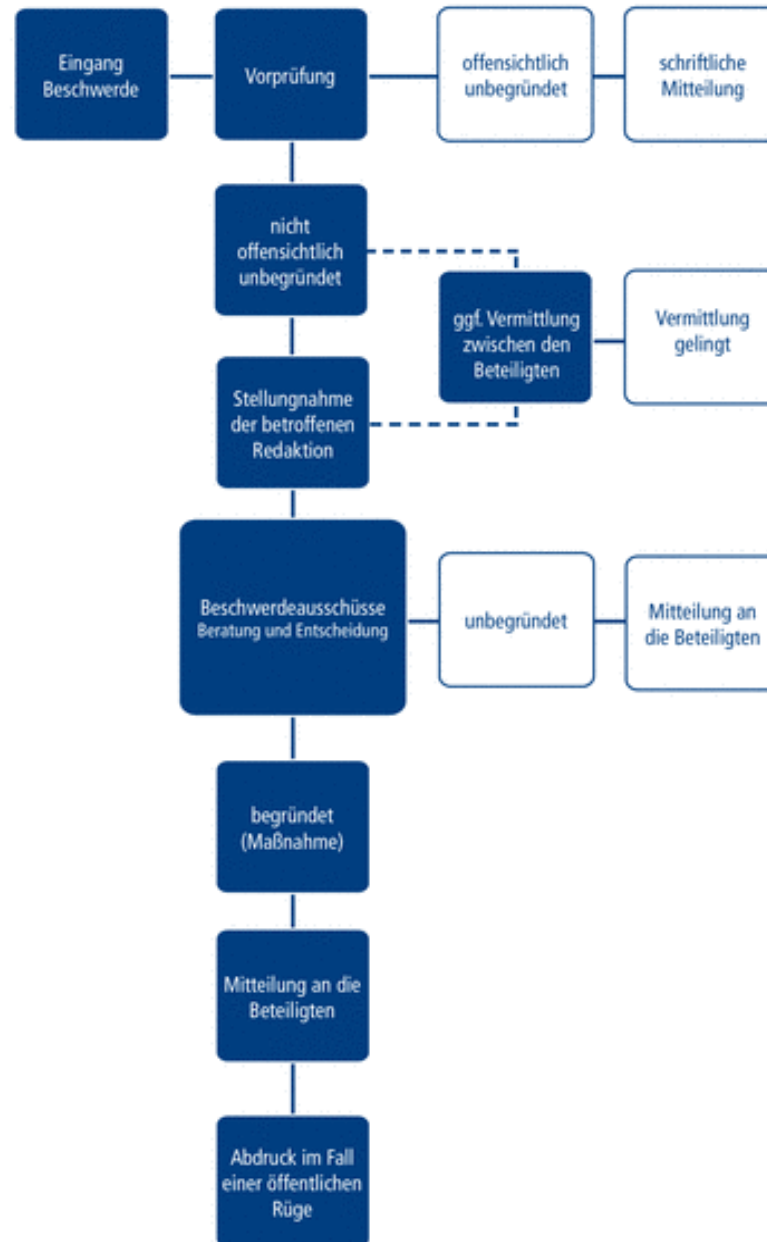 Eingang
Beschwerde
Vorprüfung
offensichtlich
unbegründet
schriftliche
Mitteilung
nicht
offensichtlich
unbegründet
ggf. Vermittlung
zwischen den
Beteiligten
Vermittlung
gelingt
Stellungnahme
der betroffenen
Redaktion
Beschwerdeausschüsse
Beratung und Entscheidung
unbegründet
Mitteilung an
die Beteiligten
begründet
(Maßnahme)
Mitteilung an die
Beteiligten
Abdruck im Fall
einer öffentlichen
Rüge